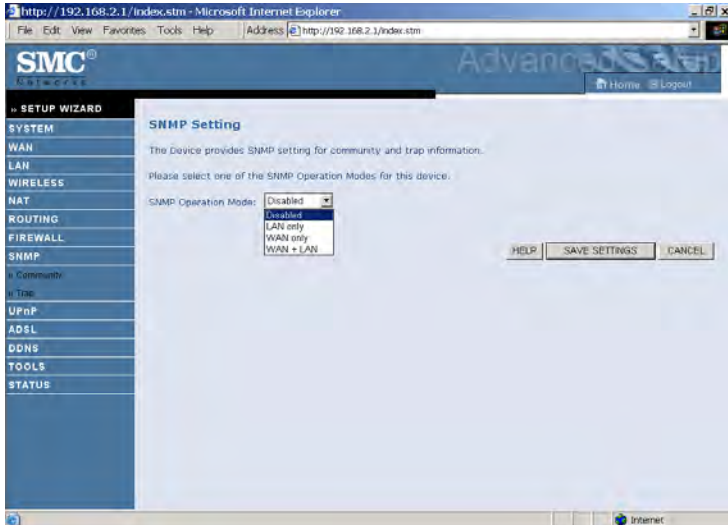 http://192.168.2.1/index.stm - Microsoft Internet Explorer
File Edit View Favorites Tools Help Address http://192.168.2.1/index.stm
SMC®
Networks
Advanced Setup
Home Logout
» SETUP WIZARD
SYSTEM
WAN
LAN
WIRELESS
NAT
ROUTING
FIREWALL
SNMP
» Community
» Trap
UPnP
ADSL
DDNS
TOOLS
STATUS
SNMP Setting
The Device provides SNMP setting for community and trap information.
Please select one of the SNMP Operation Modes for this device.
SNMP Operation Mode: Disabled
Disabled
LAN only
WAN only
WAN + LAN
HELP SAVE SETTINGS CANCEL
Internet